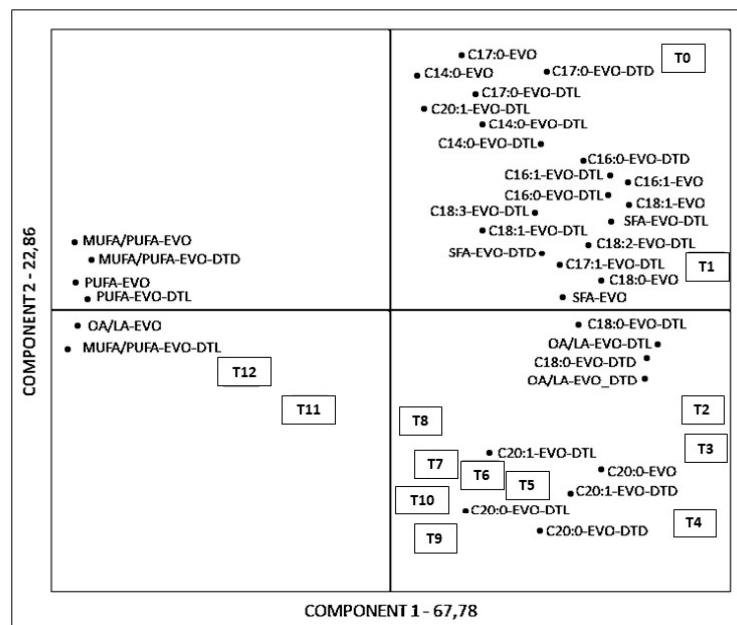 C17:0-EVO
T0
C14:0-EVO
C17:0-EVO-DTD
C17:0-EVO-DTL
C20:1-EVO-DTL
C14:0-EVO-DTL
C14:0-EVO-DTL
C16:0-EVO-DTD
C16:1-EVO-DTL
C16:1-EVO
C16:0-EVO-DTL
C18:1-EVO
C18:3-EVO-DTL
SFA-EVO-DTL
C18:1-EVO-DTL
MUFA/PUFA-EVO
C18:2-EVO-DTL
SFA-EVO-DTD
MUFA/PUFA-EVO-DTD
C17:1-EVO-DTL
T1
PUFA-EVO
C18:0-EVO
PUFA-EVO-DTL
SFA-EVO
OA/LA-EVO
C18:0-EVO-DTL
MUFA/PUFA-EVO-DTL
OA/LA-EVO-DTL
C18:0-EVO-DTD
T12
OA/LA-EVO_DTD
T11
T2
T8
T3
C20:1-EVO-DTL
T7
T6
C20:0-EVO
T5
C20:1-EVO-DTD
T10
C20:0-EVO-DTL
T4
T9
C20:0-EVO-DTD
COMPONENT 2 - 22,86
COMPONENT 1 - 67,78